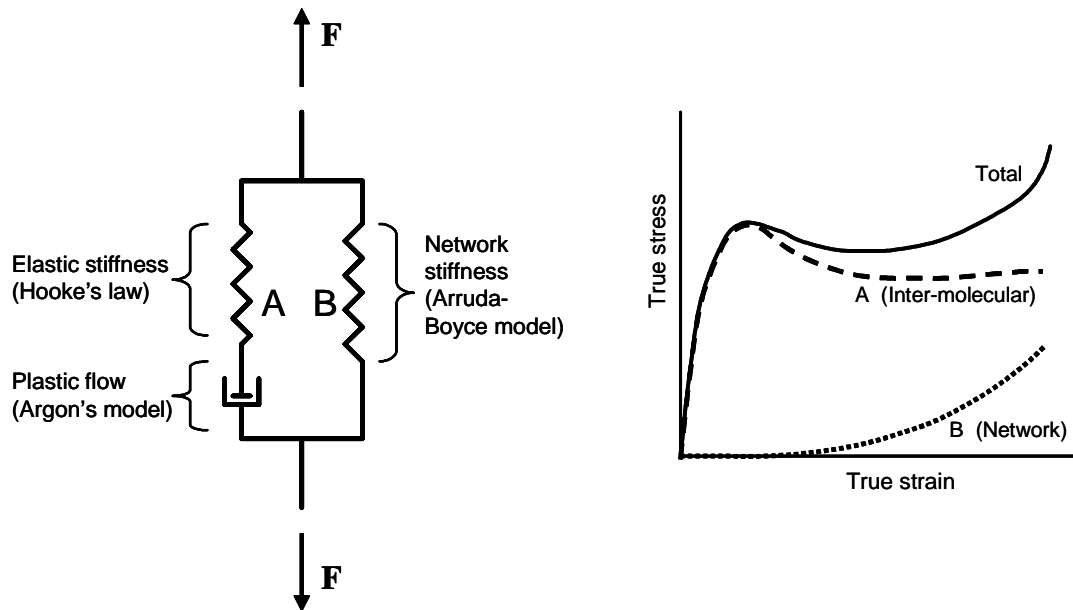 F
Elastic stiffness
(Hooke's law)
A
B
Network
stiffness
(Arruda-
Boyce model)
Plastic flow
(Argon's model)
F
True stress
Total
A (Inter-molecular)
B (Network)
True strain